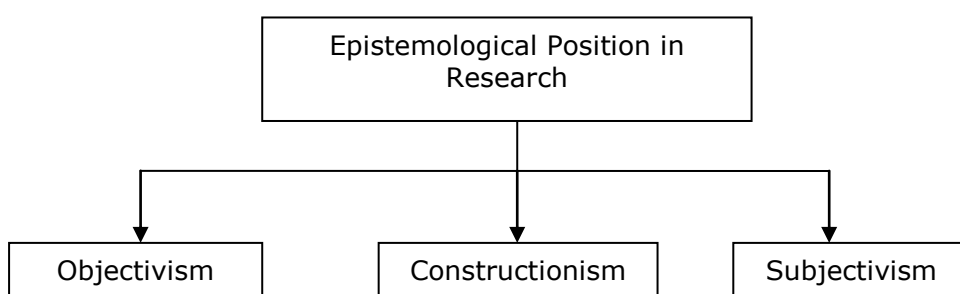 Epistemological Position in
Research
Objectivism
Constructionism
Subjectivism